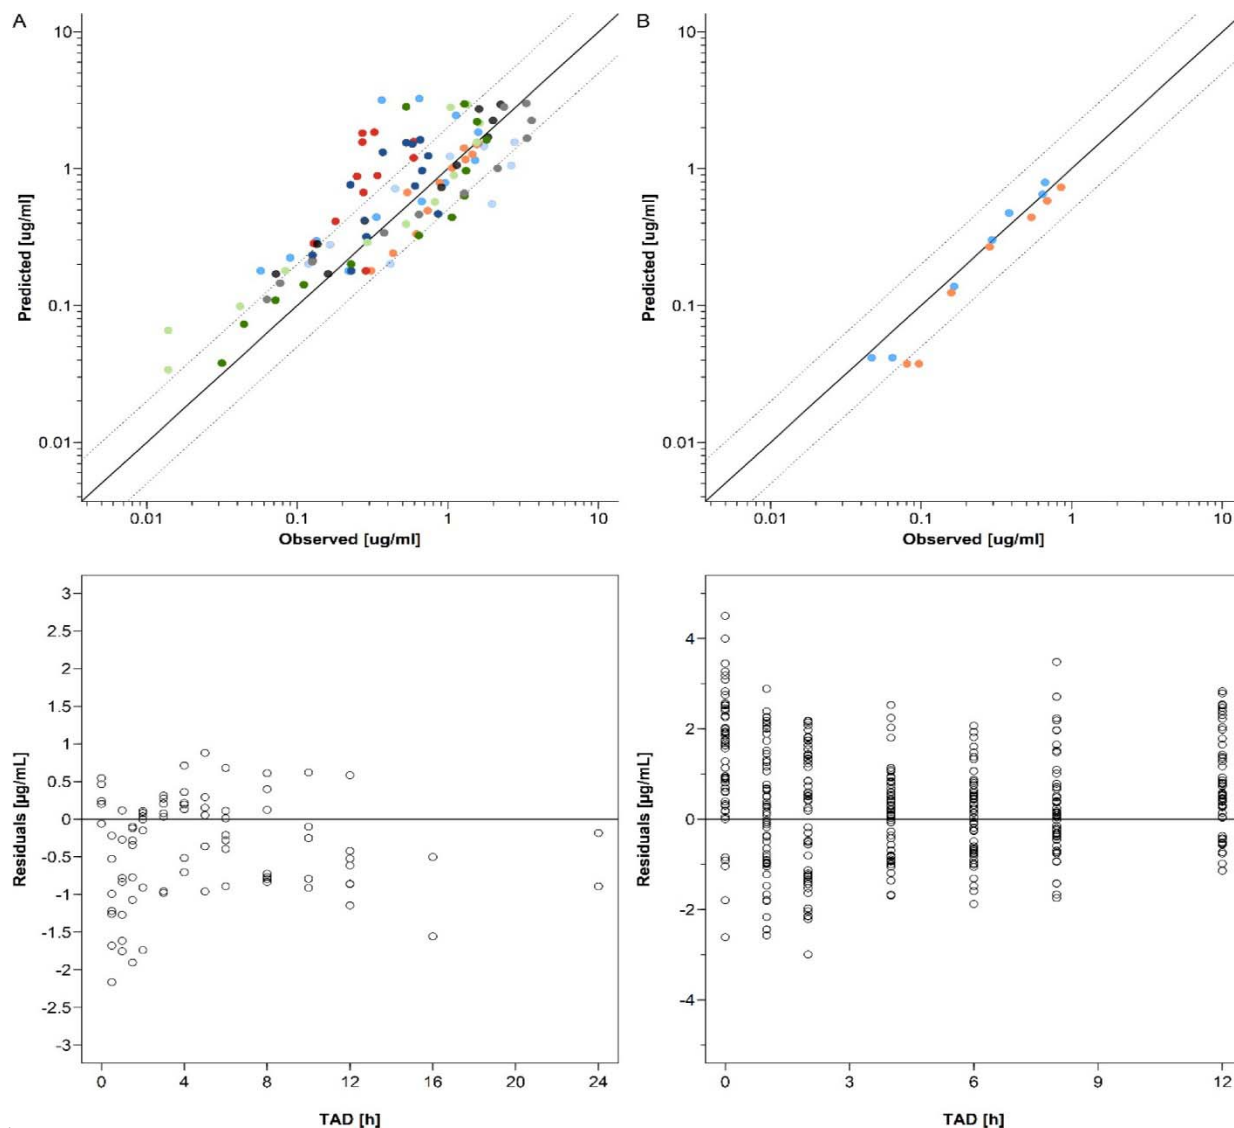 A
10
1
0.1
0.01
Predicted [ug/ml]
0.01 0.1 1 10
Observed [ug/ml]
B
10
1
0.1
0.01
Predicted [ug/ml]
0.01 0.1 1 10
Observed [ug/ml]
3
2.5
2
1.5
1
0.5
0
-0.5
-1
-1.5
-2
-2.5
-3
Residuals [µg/mL]
0 4 8 12 16 20 24
TAD [h]
4
2
0
-2
-4
Residuals [µg/mL]
0 3 6 9 12
TAD [h]